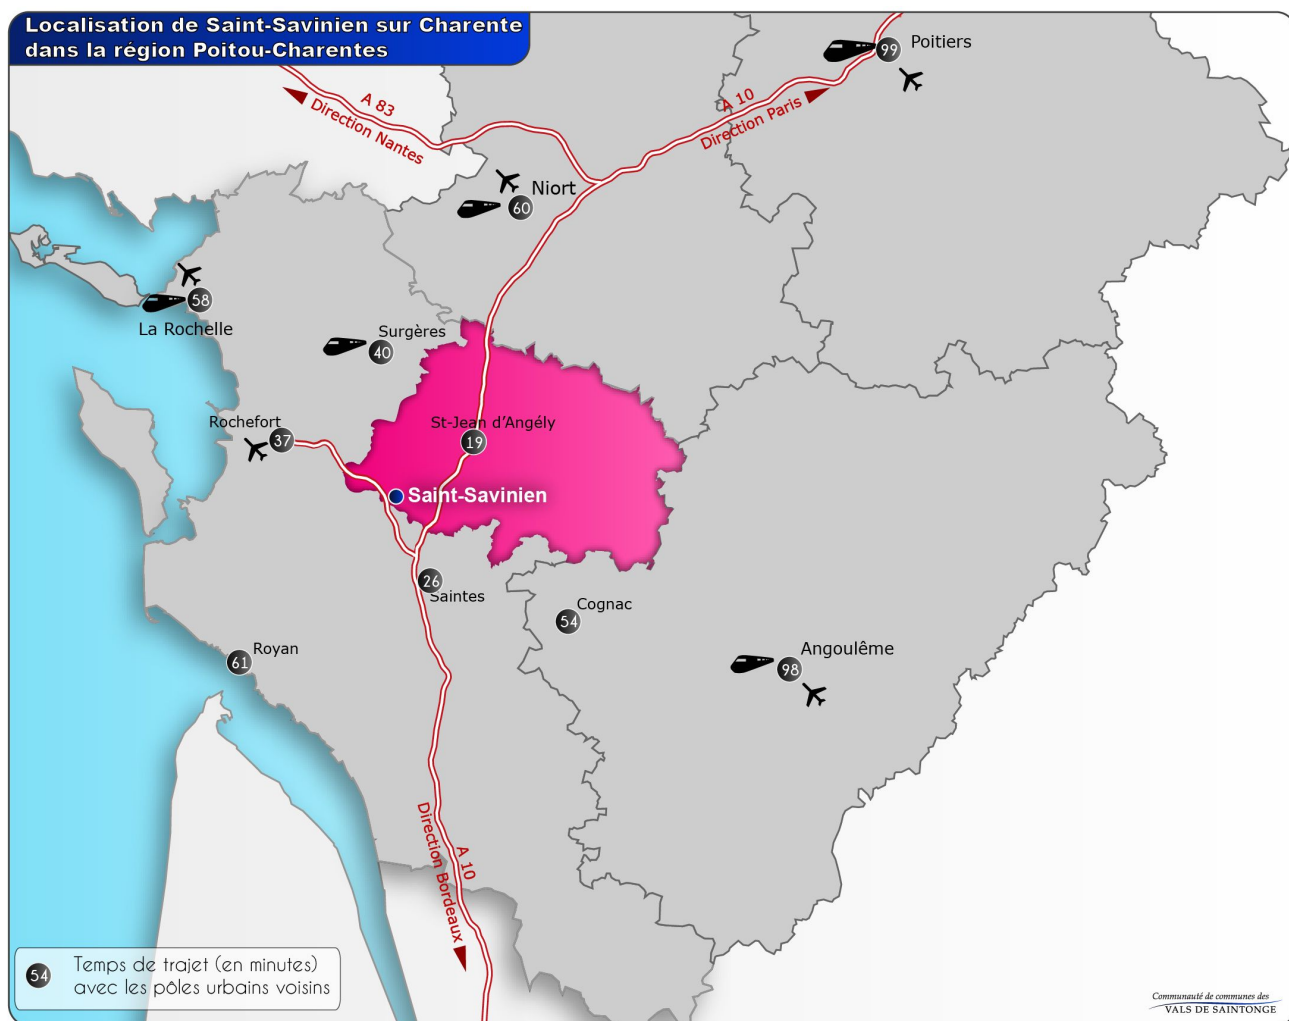 Localisation de Saint-Savinien sur Charente
dans la région Poitou-Charentes
99
Poitiers
A 83
Direction Nantes
A 10
Direction Paris
Niort
60
58
La Rochelle
Surgères
40
Rochefort
37
St-Jean d'Angély
19
Saint-Savinien
26
Saintes
Cognac
54
Royan
61
Angoulême
98
A 10
Direction Bordeaux
54
Temps de trajet (en minutes)
avec les pôles urbains voisins
Communauté de communes des
VALS DE SAINTONGE